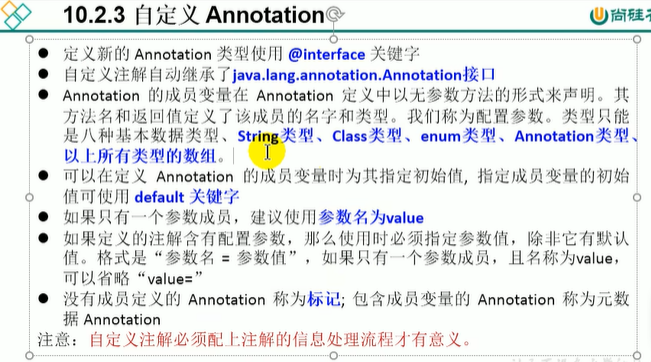 10.2.3 自定义 Annotation
尚硅谷
● 定义新的 Annotation 类型使用 @interface 关键字
● 自定义注解自动继承了java.lang.annotation.Annotation接口
● Annotation 的成员变量在 Annotation 定义中以无参数方法的形式来声明。其
方法名和返回值定义了该成员的名字和类型。我们称为配置参数。类型只能
是八种基本数据类型、String类型、Class类型、enum类型、Annotation类型、
以上所有类型的数组。
● 可以在定义 Annotation 的成员变量时为其指定初始值, 指定成员变量的初始
值可使用 default 关键字
● 如果只有一个参数成员，建议使用参数名为value
● 如果定义的注解含有配置参数，那么使用时必须指定参数值，除非它有默认
值。格式是“参数名 = 参数值”，如果只有一个参数成员，且名称为value，
可以省略“value=”
● 没有成员定义的 Annotation 称为标记; 包含成员变量的 Annotation 称为元数
据 Annotation
注意：自定义注解必须配上注解的信息处理流程才有意义。